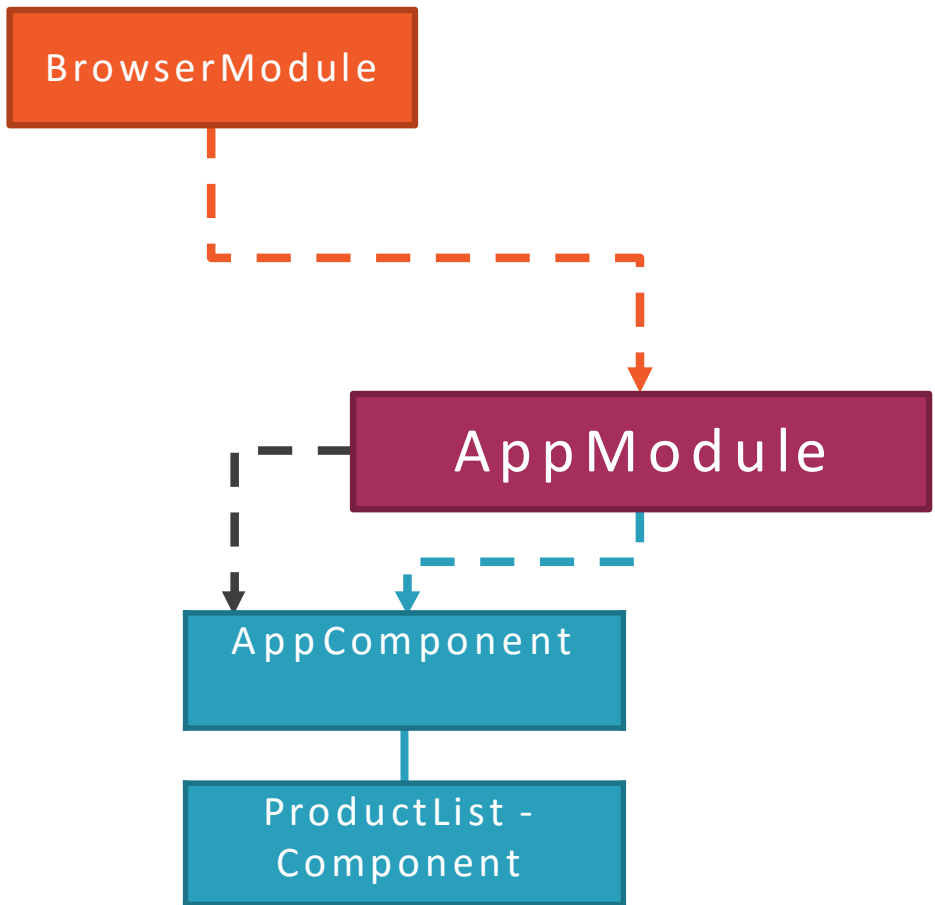 BrowserModule
AppModule
AppComponent
ProductList -
Component